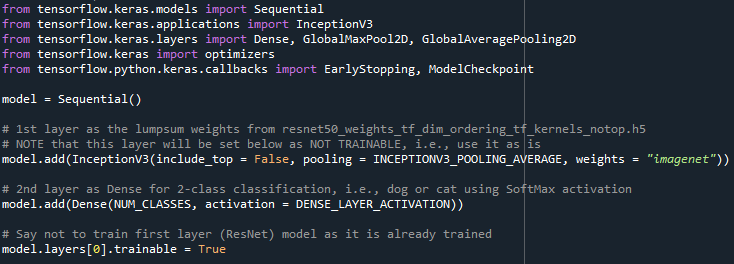 from tensorflow.keras.models import Sequential
from tensorflow.keras.applications import InceptionV3
from tensorflow.keras.layers import Dense, GlobalMaxPool2D, GlobalAveragePooling2D
from tensorflow.keras import optimizers
from tensorflow.python.keras.callbacks import EarlyStopping, ModelCheckpoint
model = Sequential()
# 1st layer as the lumpsum weights from resnet50_weights_tf_dim_ordering_tf_kernels_notop.h5
# NOTE that this layer will be set below as NOT TRAINABLE, i.e., use it as is
model.add(InceptionV3(include_top = False, pooling = INCEPTIONV3_POOLING_AVERAGE, weights = "imagenet"))
# 2nd layer as Dense for 2-class classification, i.e., dog or cat using SoftMax activation
model.add(Dense(NUM_CLASSES, activation = DENSE_LAYER_ACTIVATION))
# Say not to train first layer (ResNet) model as it is already trained
model.layers[0].trainable = True